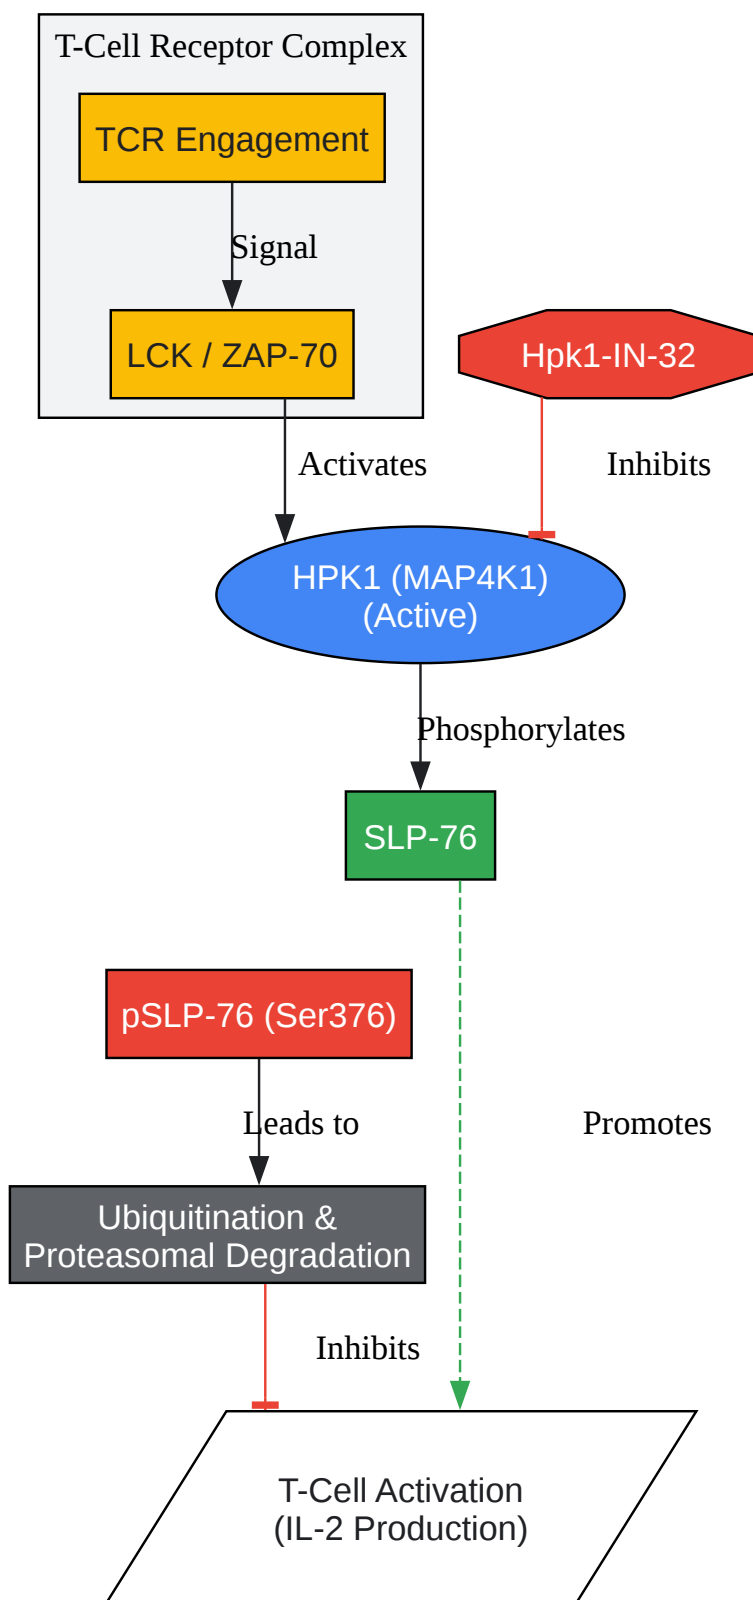 T-Cell Receptor Complex
TCR Engagement
Signal
LCK / ZAP-70
Hpk1-IN-32
Activates
Inhibits
HPK1 (MAP4K1)
(Active)
Phosphorylates
SLP-76
pSLP-76 (Ser376)
Leads to
Promotes
Ubiquitination &
Proteasomal Degradation
Inhibits
T-Cell Activation
(IL-2 Production)